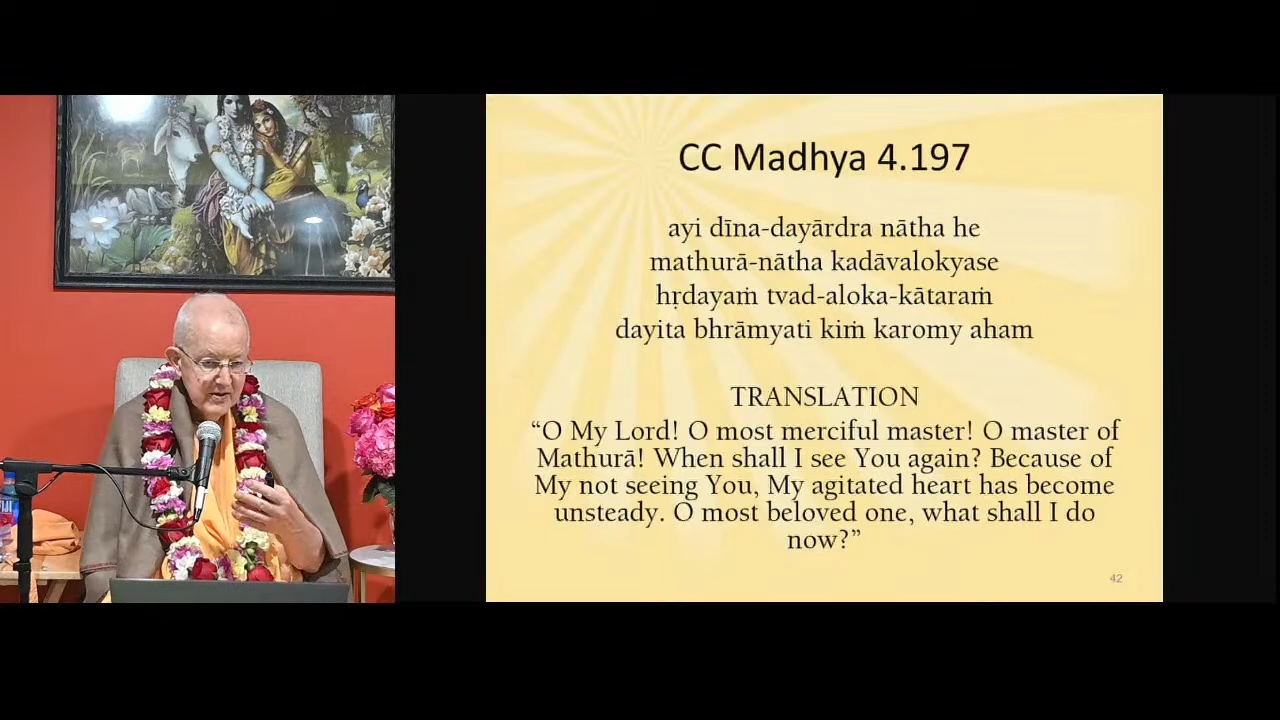 CC Madhya 4.197
ayi dīna-dayārdra nātha he
mathurā-nātha kadāvalokyase
hṛdayaṁ tvad-aloka-kātaraṁ
dayita bhrāmyati kiṁ karomy aham
TRANSLATION
“O My Lord! O most merciful master! O master of
Mathurā! When shall I see You again? Because of
My not seeing You, My agitated heart has become
unsteady. O most beloved one, what shall I do
now?”
42